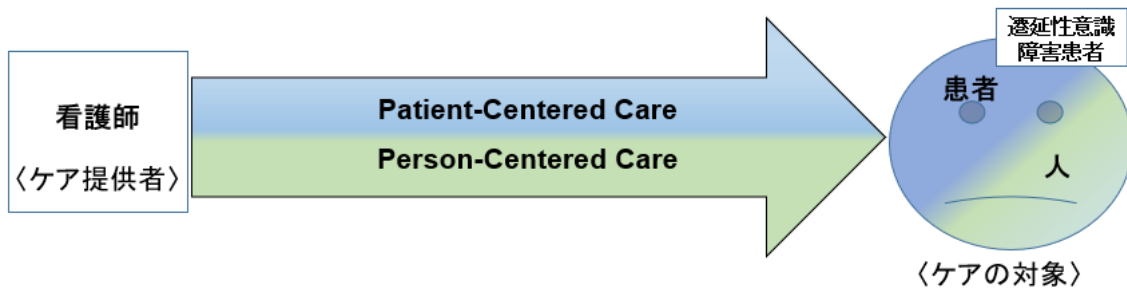 看護師
〈ケア提供者〉
Patient-Centered Care
Person-Centered Care
遷延性意識
障害患者
患者
人
〈ケアの対象〉